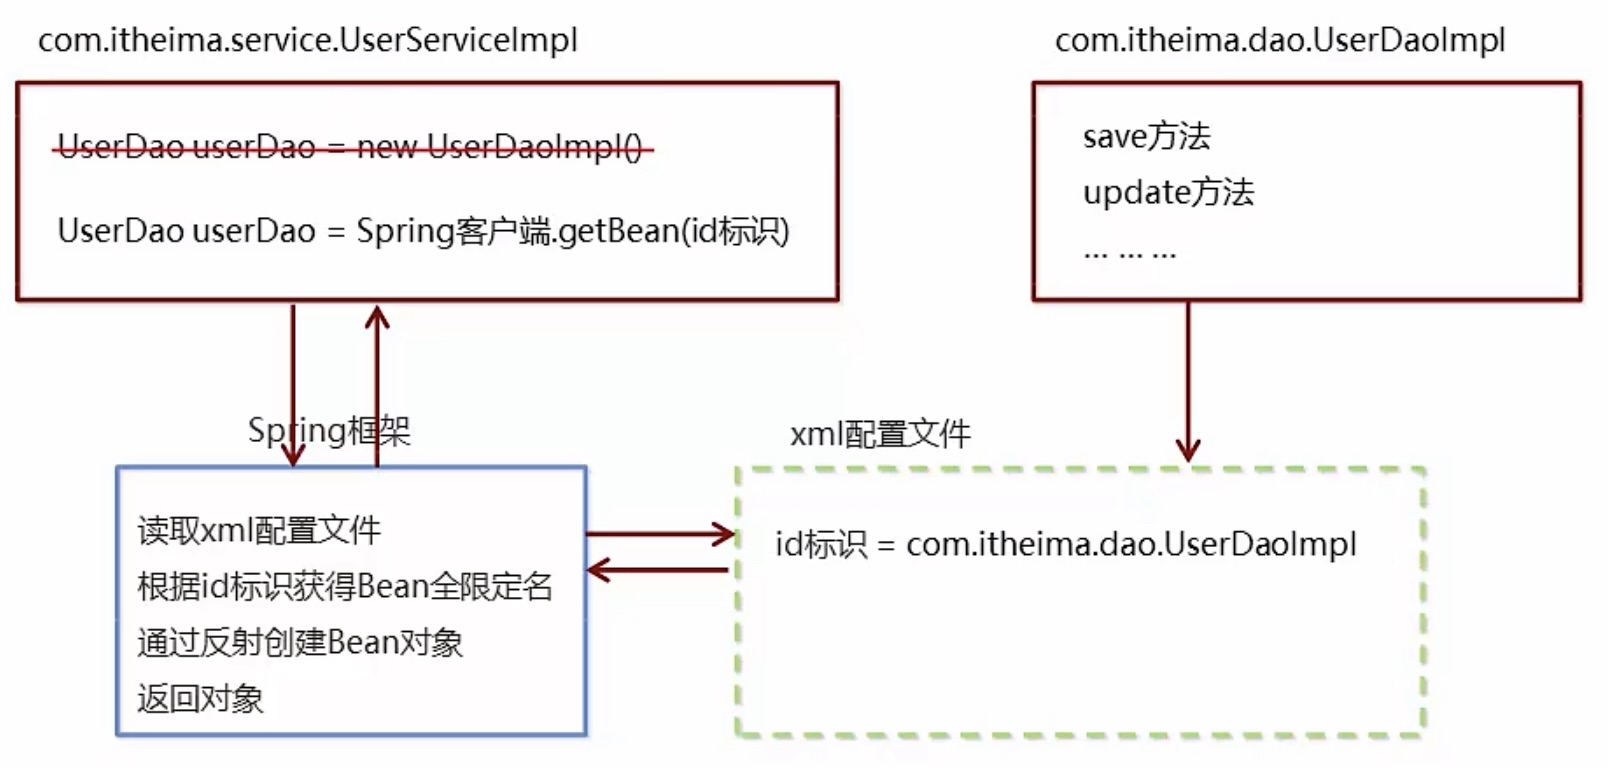 com.itheima.service.UserServiceImpl
com.itheima.dao.UserDaoImpl
UserDao userDao = new UserDaoImpl()
UserDao userDao = Spring客户端.getBean(id标识)
save方法
update方法
... ... ...
Spring框架
xml配置文件
读取xml配置文件
根据id标识获得Bean全限定名
通过反射创建Bean对象
返回对象
id标识 = com.itheima.dao.UserDaoImpl